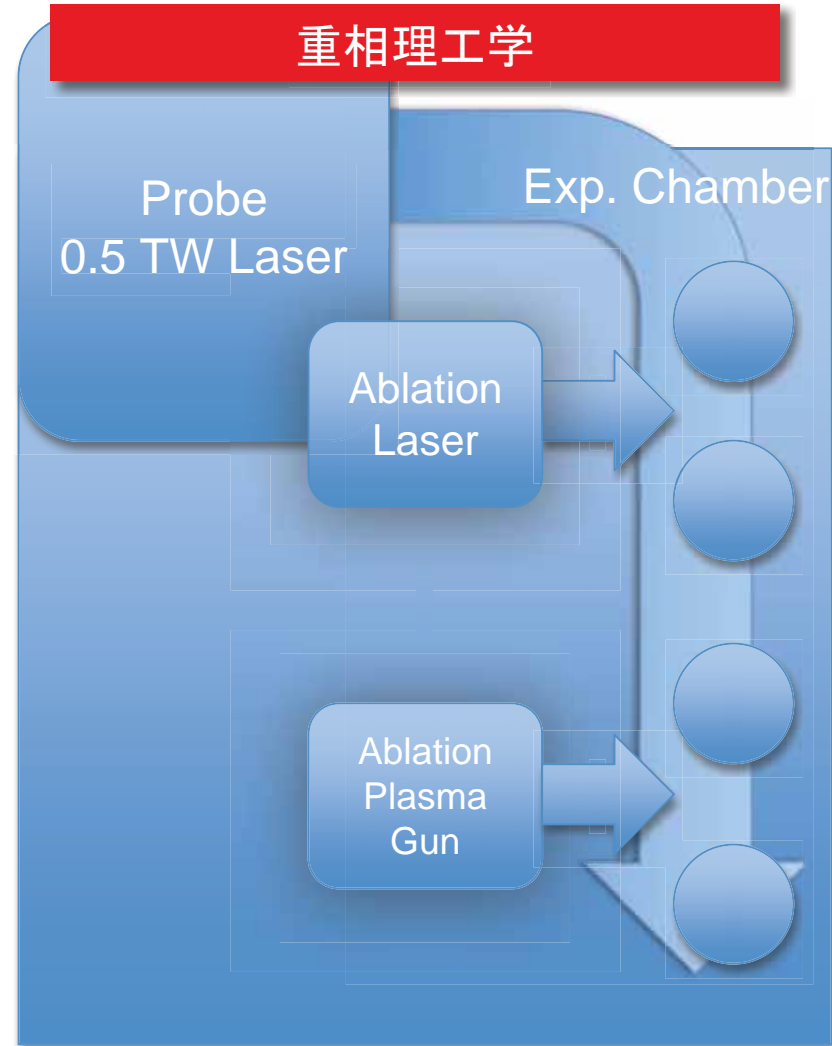 重相理工学
Probe
0.5 TW Laser
Exp. Chamber
Ablation
Laser
Ablation
Plasma
Gun